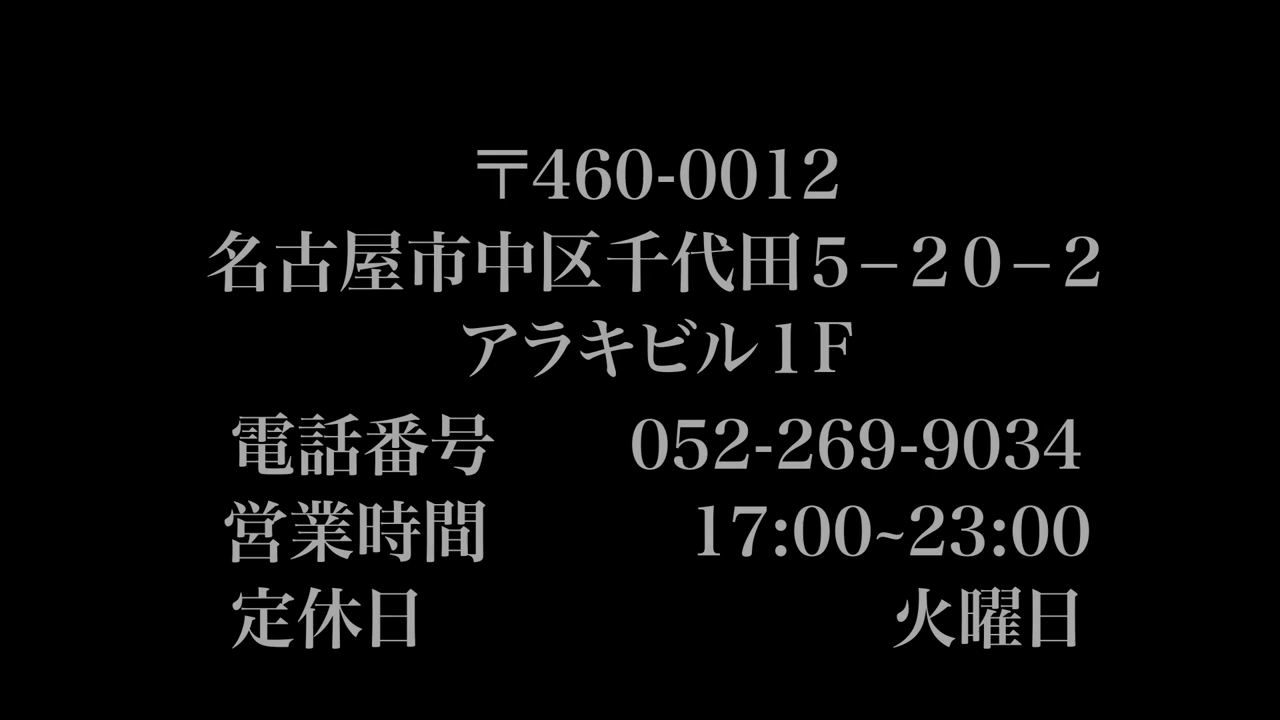 〒460-0012
名古屋市中区千代田５−２０−２
アラキビル１F
電話番号 052-269-9034
営業時間 17:00~23:00
定休日 火曜日